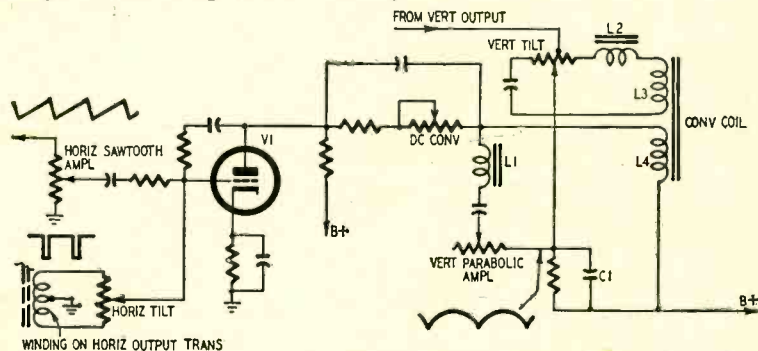 FROM VERT OUTPUT
L2
VERT TILT
L3
CONV COIL
V1
HORIZ SAWTOOTH
AMPL
DC CONV
L1
L4
B+
VERT PARABOLIC
AMPL
C1
B+
HORIZ TILT
WINDING ON HORIZ OUTPUT TRANS